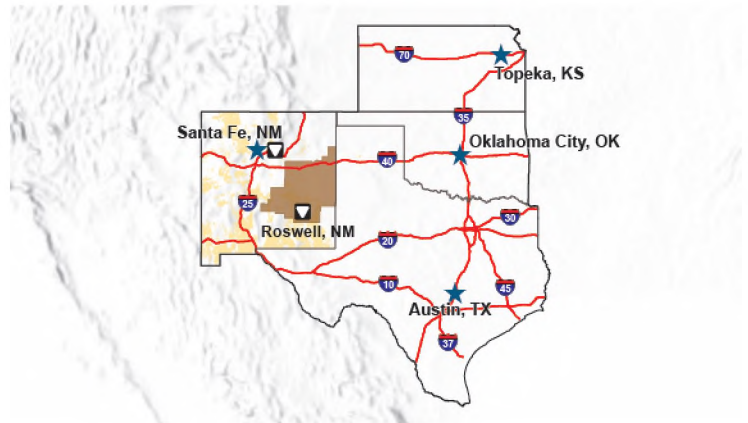 70
Topeka, KS
35
Santa Fe, NM
Oklahoma City, OK
40
25
30
Roswell, NM
20
10
45
Austin, TX
37